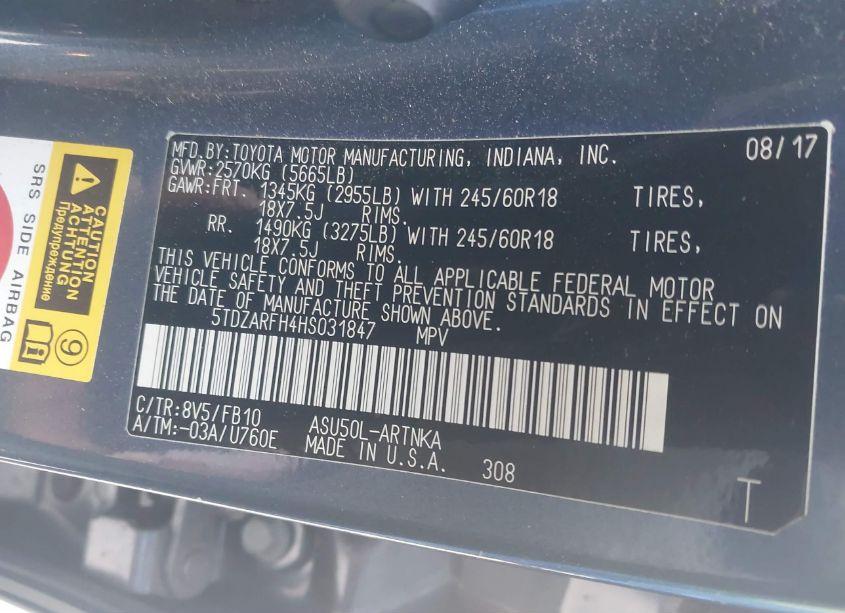 MFD.BY:TOYOTA MOTOR MANUFACTURING, INDIANA, INC. 08/17
GVWR:2570KG (5665LB)
GAWR:FRT. 1345KG (2955LB) WITH 245/60R18 TIRES,
18X7.5J RIMS.
RR. 1490KG (3275LB) WITH 245/60R18 TIRES,
18X7.5J RIMS.
THIS VEHICLE CONFORMS TO ALL APPLICABLE FEDERAL MOTOR
VEHICLE SAFETY AND THEFT PREVENTION STANDARDS IN EFFECT ON
THE DATE OF MANUFACTURE SHOWN ABOVE.
5TDZARFH4HS031847 MPV
C/TR:8V5/FB10
A/TM:-03A/U760E
ASU50L-ARTNKA
MADE IN U.S.A.
308
T
SRS SIDE AIRBAG
CAUTION
ATTENTION
ACHTUNG
Предупреждение
9